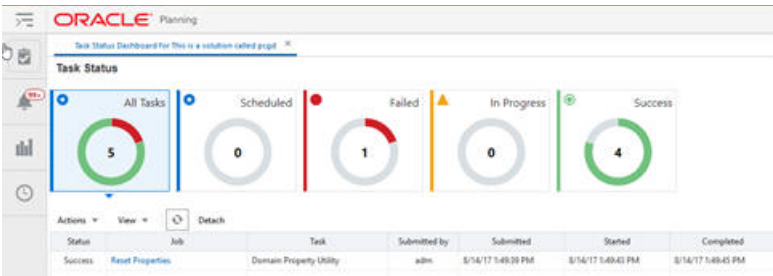 ORACLE Planning
Task Status Dashboard for This is a solution called pcgd ×
Task Status
99+
All Tasks
Scheduled
Failed
In Progress
Success
5
0
1
0
4
Actions View Detach
Status Job Task Submitted by Submitted Started Completed
Success Reset Properties Domain Property Utility adm 8/14/17 1:49:39 PM 8/14/17 1:49:43 PM 8/14/17 1:49:45 PM